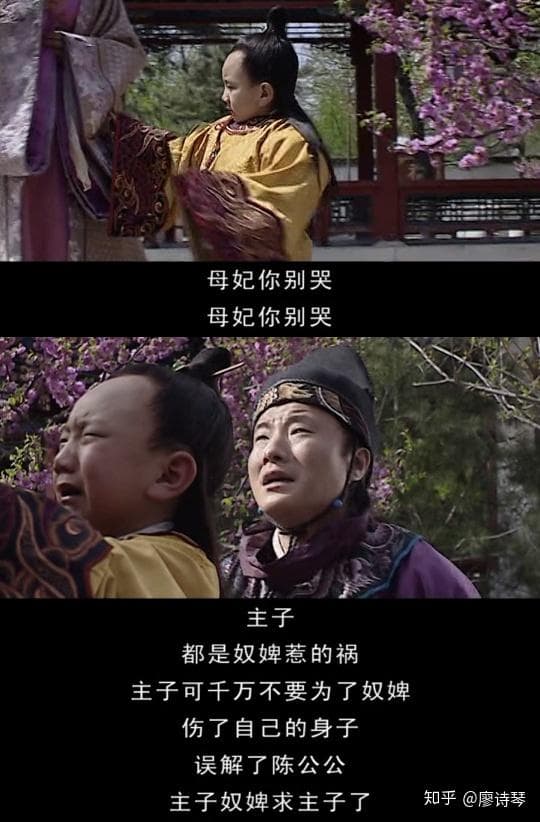 母妃你别哭
母妃你别哭
主子
都是奴婢惹的祸
主子可千万不要为了奴婢
伤了自己的身子
误解了陈公公
主子奴婢求主子了
知乎 @廖诗琴